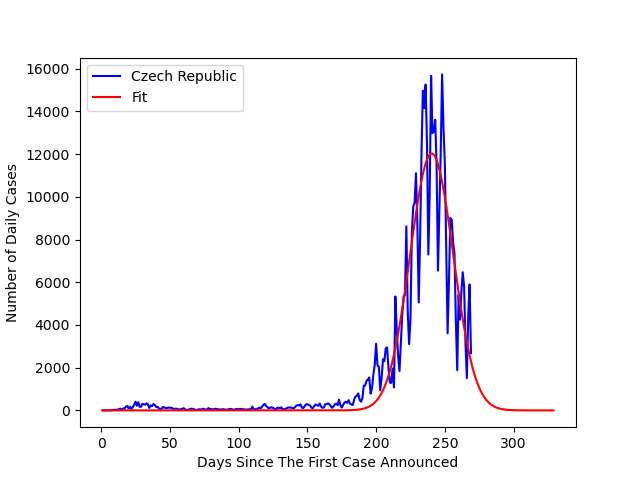 Czech Republic
Fit
16000
14000
12000
10000
8000
6000
4000
2000
0
Number of Daily Cases
0 50 100 150 200 250 300
Days Since The First Case Announced